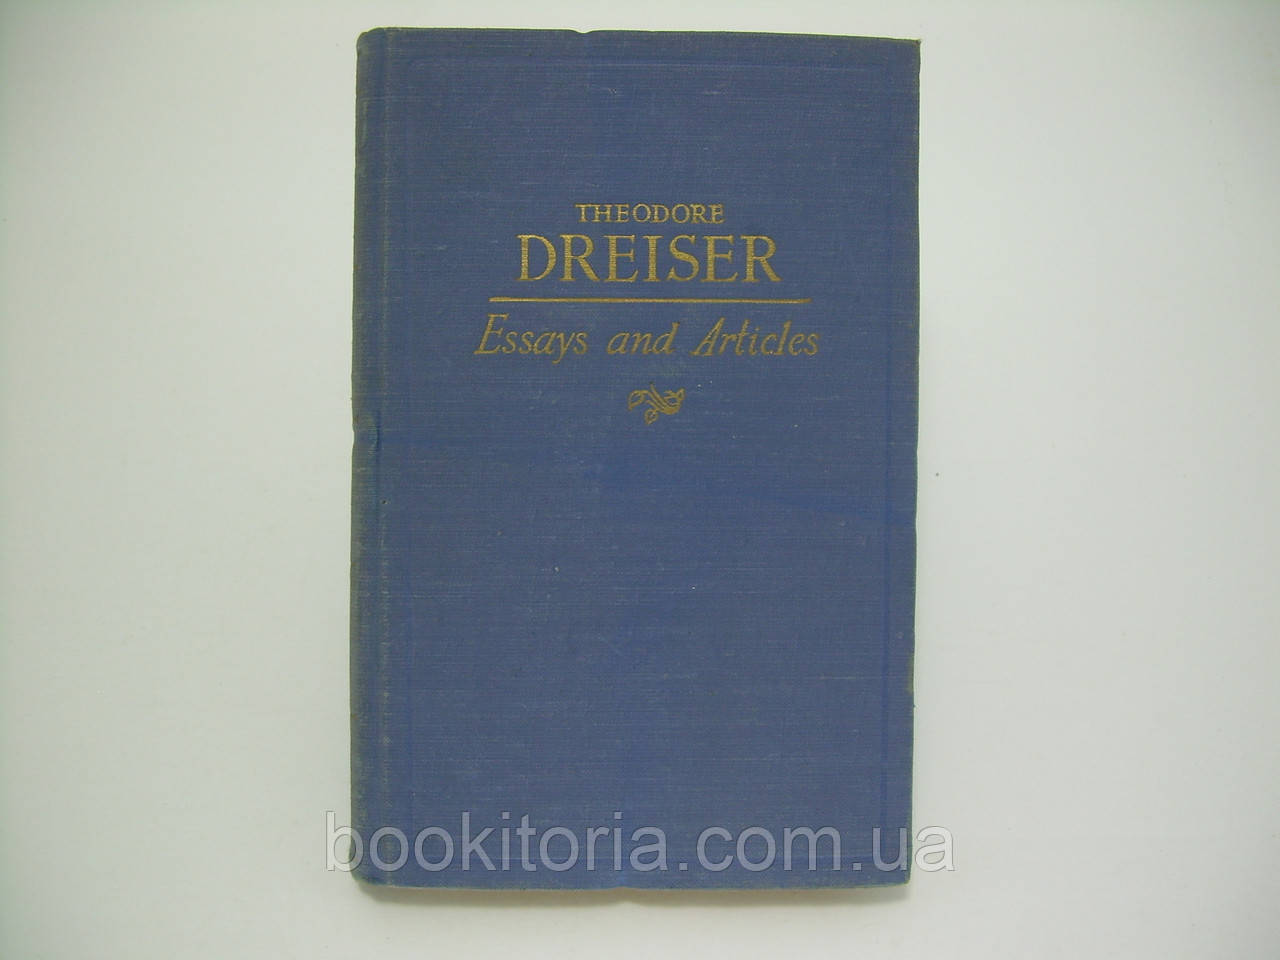 THEODORE
DREISER
Essays and Articles
bookitoria.com.ua